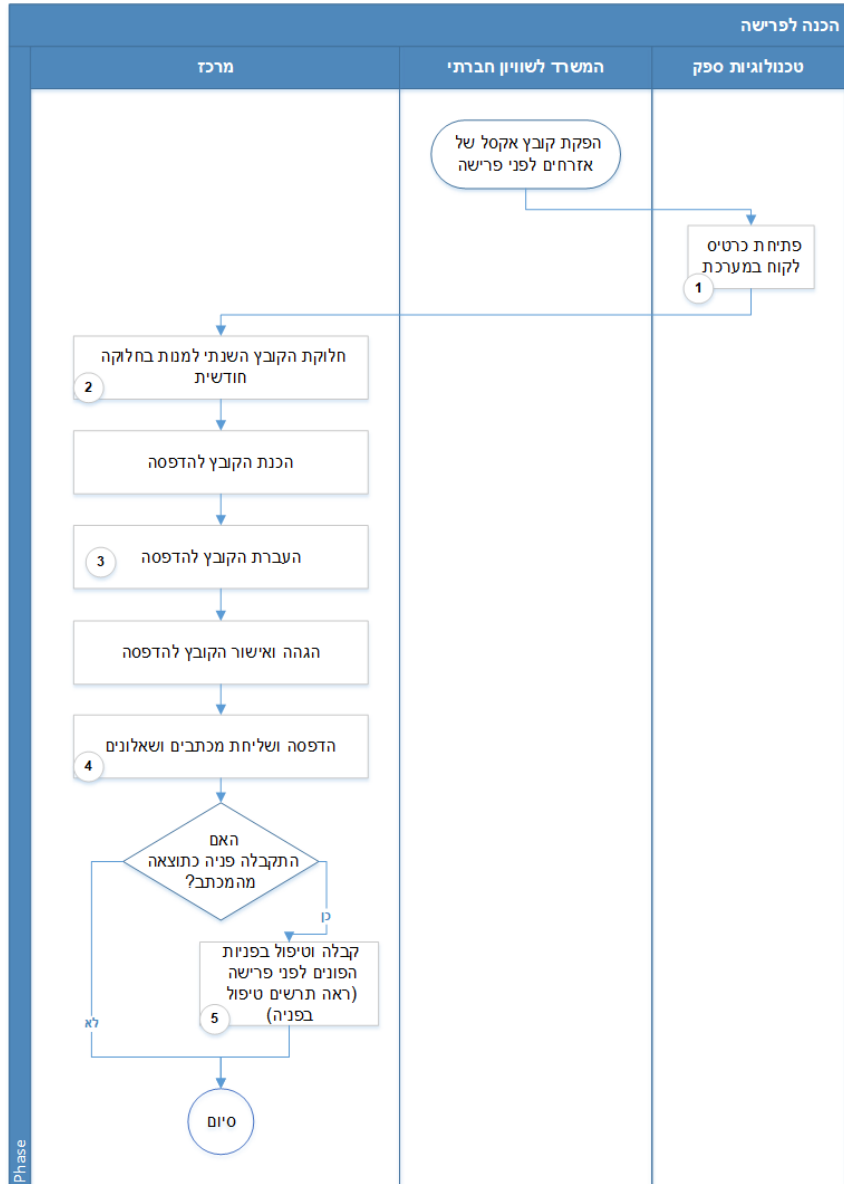 הכנה לפרישה
טכנולוגיות ספק
המשרד לשוויון חברתי
מרכז
הפקת קובץ אקסל של
אזרחים לפני פרישה
פתיחת כרטיס
לקוח במערכת
1
חלוקת הקובץ השנתי למנות בחלוקה
חודשית
2
הכנת הקובץ להדפסה
העברת הקובץ להדפסה
3
הגהה ואישור הקובץ להדפסה
הדפסה ושליחת מכתבים ושאלונים
4
האם
התקבלה פניה כתוצאה
מהמכתב?
כן
קבלה וטיפול בפניות
הפונים לפני פרישה
(ראה תרשים טיפול
בפניה)
5
לא
סיום
Phase